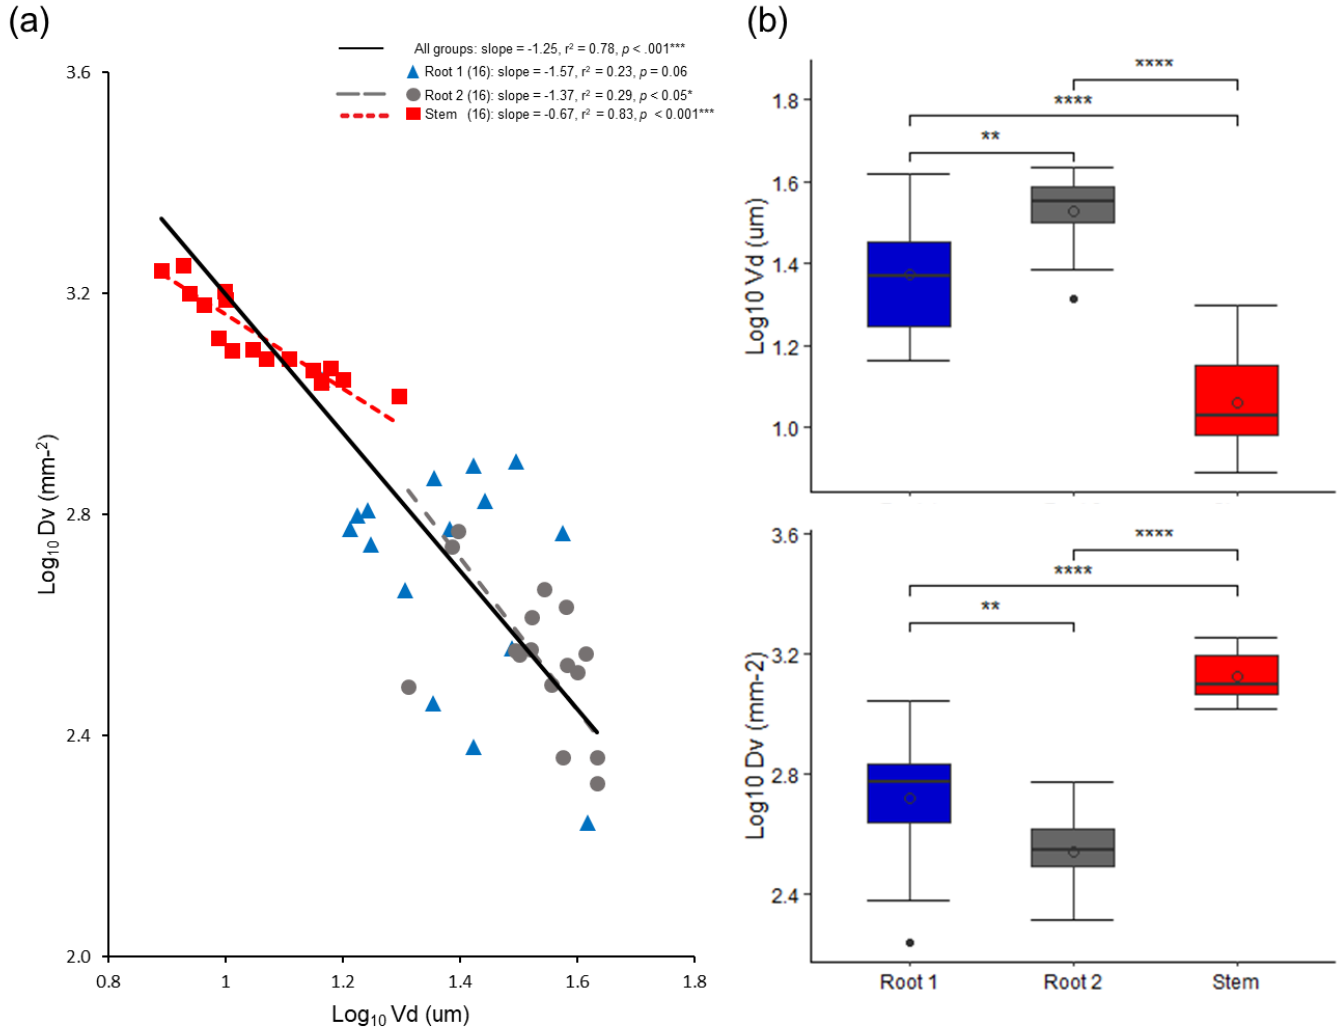 (a)
All groups: slope = -1.25, r² = 0.78, p < .001***
Root 1 (16): slope = -1.57, r² = 0.23, p = 0.06
Root 2 (16): slope = -1.37, r² = 0.29, p < 0.05*
Stem (16): slope = -0.67, r² = 0.83, p < 0.001***
3.6
3.2
2.8
2.4
2.0
Log₁₀ Dv (mm-²)
0.8
1
1.2
1.4
1.6
1.8
Log₁₀ Vd (um)
(b)
****
****
**
1.8
1.6
1.4
1.2
1.0
Log10 Vd (um)
****
****
**
3.6
3.2
2.8
2.4
Log10 Dv (mm-2)
Root 1
Root 2
Stem